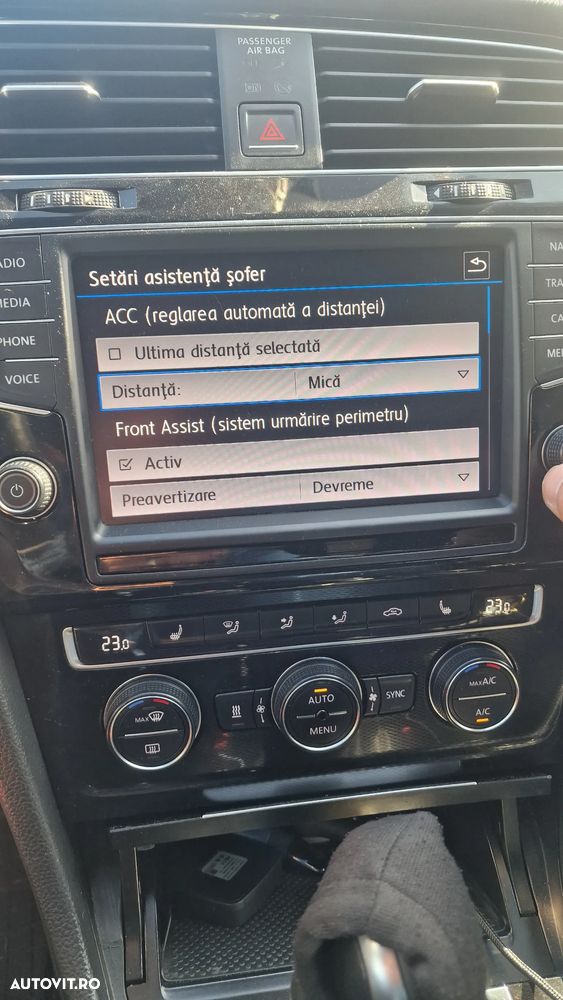 PASSENGER
AIR BAG
OFF
ON
ADIO
NA
MEDIA
TRA
PHONE
CA
VOICE
ME
Setări asistență șofer
ACC (reglarea automată a distanței)
Ultima distanță selectată
Distanță:
Mică
Front Assist (sistem urmărire perimetru)
Activ
Preavertizare
Devreme
23.0
23.0
MAX
AUTO
MENU
SYNC
MAX A/C
A/C
AUTOVIT.RO